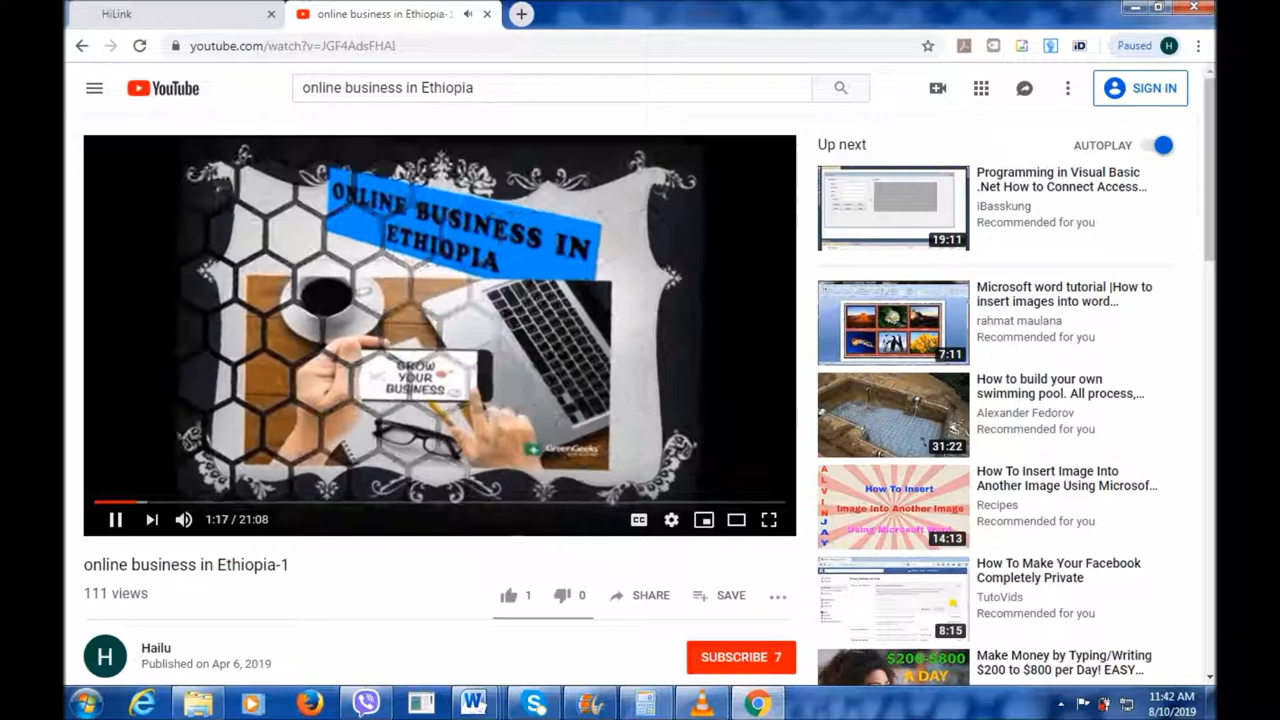 HiLink
online business in Ethiopia-1
youtube.com/watch?v=JGF4AdsFHAI
iD
Paused
H
YouTube
online business in Ethiopia
SIGN IN
ONLINE BUSINESS IN
ETHIOPIA
GROW
YOUR
BUSINESS
GreenGeeks
1:17 / 21:08
CC
online business in Ethiopia-1
111 views
1
0
SHARE
SAVE
H
Hailu
Published on Apr 6, 2019
SUBSCRIBE 7
Up next
AUTOPLAY
19:11
Programming in Visual Basic
.Net How to Connect Access...
iBasskung
Recommended for you
7:11
Microsoft word tutorial |How to
insert images into word...
rahmat maulana
Recommended for you
31:22
How to build your own
swimming pool. All process,...
Alexander Fedorov
Recommended for you
ALVINJAY
How To Insert
Image Into Another Image
Using Microsoft Word
14:13
How To Insert Image Into
Another Image Using Microsof...
Recipes
Recommended for you
8:15
How To Make Your Facebook
Completely Private
TutoVids
Recommended for you
$200-$800
A DAY
Make Money by Typing/Writing
$200 to $800 per Day! EASY...
11:42 AM
8/10/2019